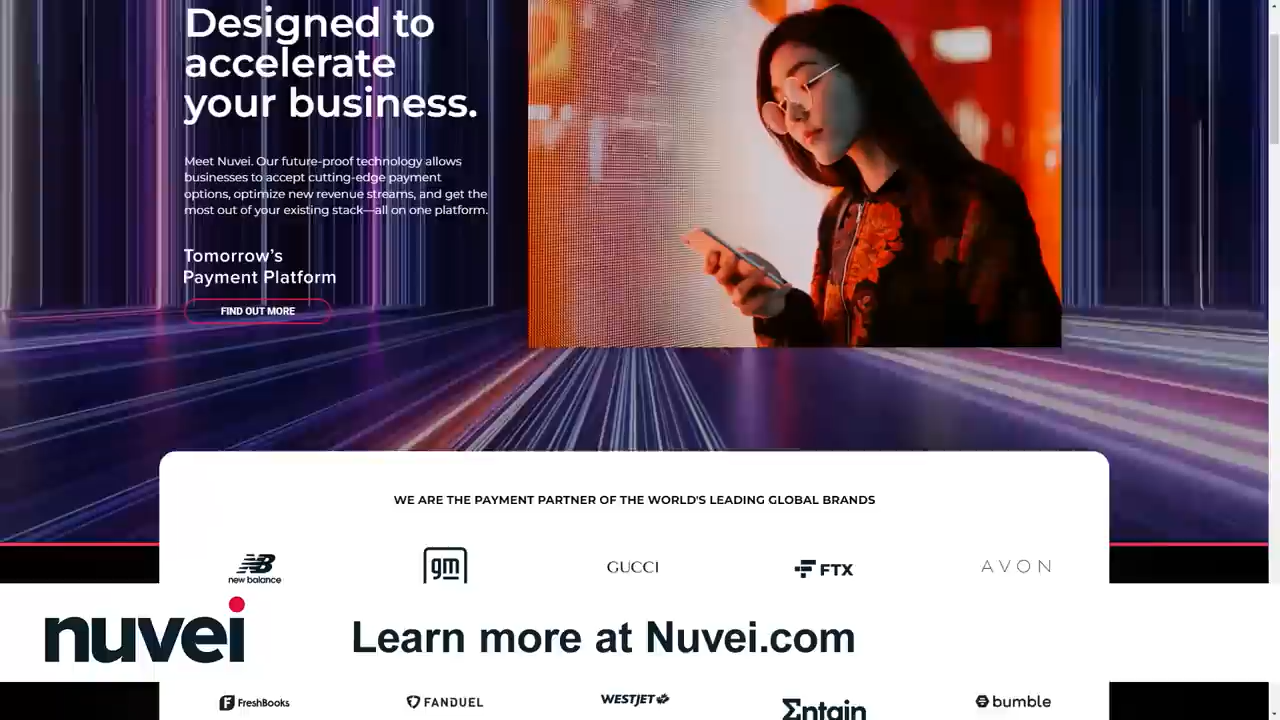 Designed to
accelerate
your business.
Meet Nuvei. Our future-proof technology allows
businesses to accept cutting-edge payment
options, optimize new revenue streams, and get the
most out of your existing stack—all on one platform.
Tomorrow's
Payment Platform
FIND OUT MORE
WE ARE THE PAYMENT PARTNER OF THE WORLD'S LEADING GLOBAL BRANDS
NB
new balance
gm
GUCCI
FTX
AVON
nuvei
Learn more at Nuvei.com
F FreshBooks
FANDUEL
WESTJET
Entain
bumble